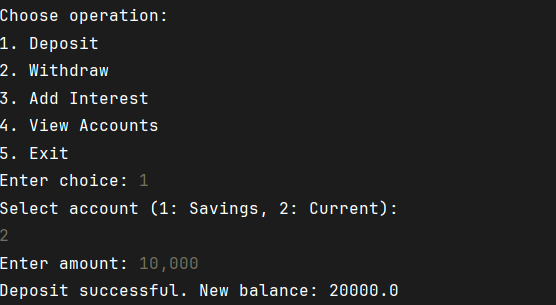 Choose operation:
1. Deposit
2. Withdraw
3. Add Interest
4. View Accounts
5. Exit
Enter choice: 1
Select account (1: Savings, 2: Current):
2
Enter amount: 10,000
Deposit successful. New balance: 20000.0